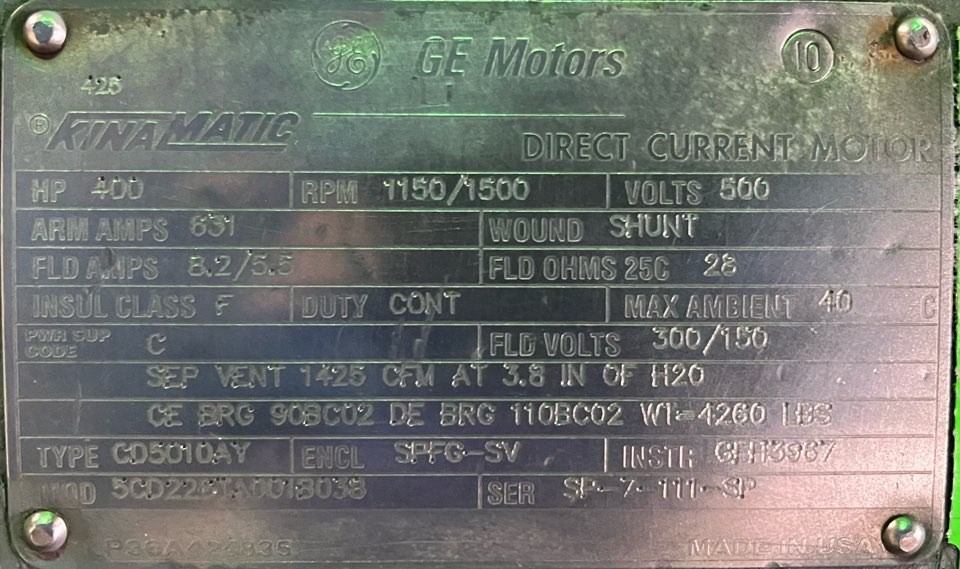 GE GE Motors 10
426
KINAMATIC
DIRECT CURRENT MOTOR
HP 400 RPM 1150/1500 VOLTS 500
ARM AMPS 631 WOUND SHUNT
FLD AMPS 8.2/5.5 FLD OHMS 25C 28
INSUL CLASS F DUTY CONT MAX AMBIENT 40 C
PWR SUP CODE C FLD VOLTS 300/150
SEP VENT 1425 CFM AT 3.8 IN OF H20
CE BRG 90BC02 DE BRG 110BC02 WT=4260 LBS
TYPE CD5010AY ENCL SPFG-SV INSTR GEH3967
MOD SER SP-7-111-SP
MADE IN USA